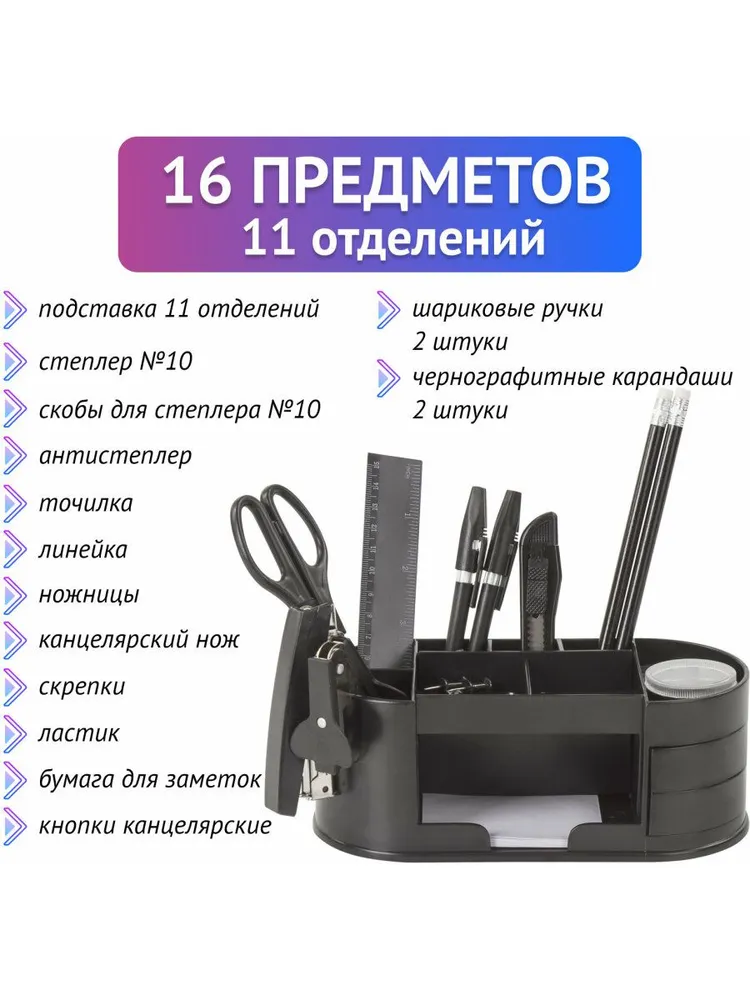 16 ПРЕДМЕТОВ
11 отделений
подставка 11 отделений
степлер №10
скобы для степлера №10
антистеплер
точилка
линейка
ножницы
канцелярский нож
скрепки
ластик
бумага для заметок
кнопки канцелярские
шариковые ручки
2 штуки
чернографитные карандаши
2 штуки